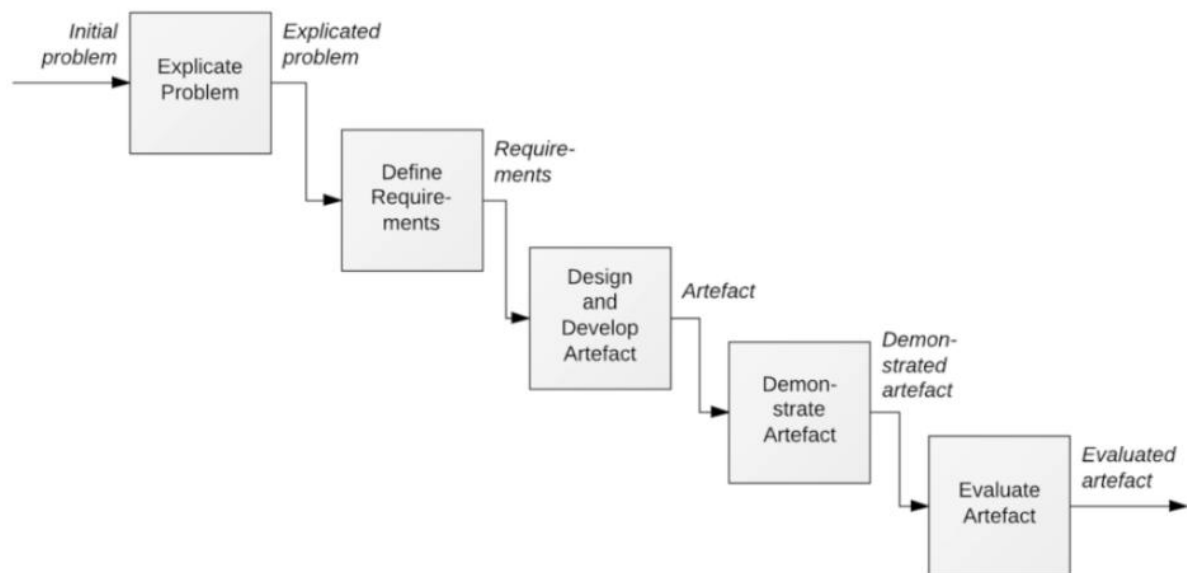 Initial
problem
Explicate
Problem
Explicated
problem
Define
Require-
ments
Require-
ments
Design
and
Develop
Artefact
Artefact
Demon-
strate
Artefact
Demon-
strated
artefact
Evaluate
Artefact
Evaluated
artefact